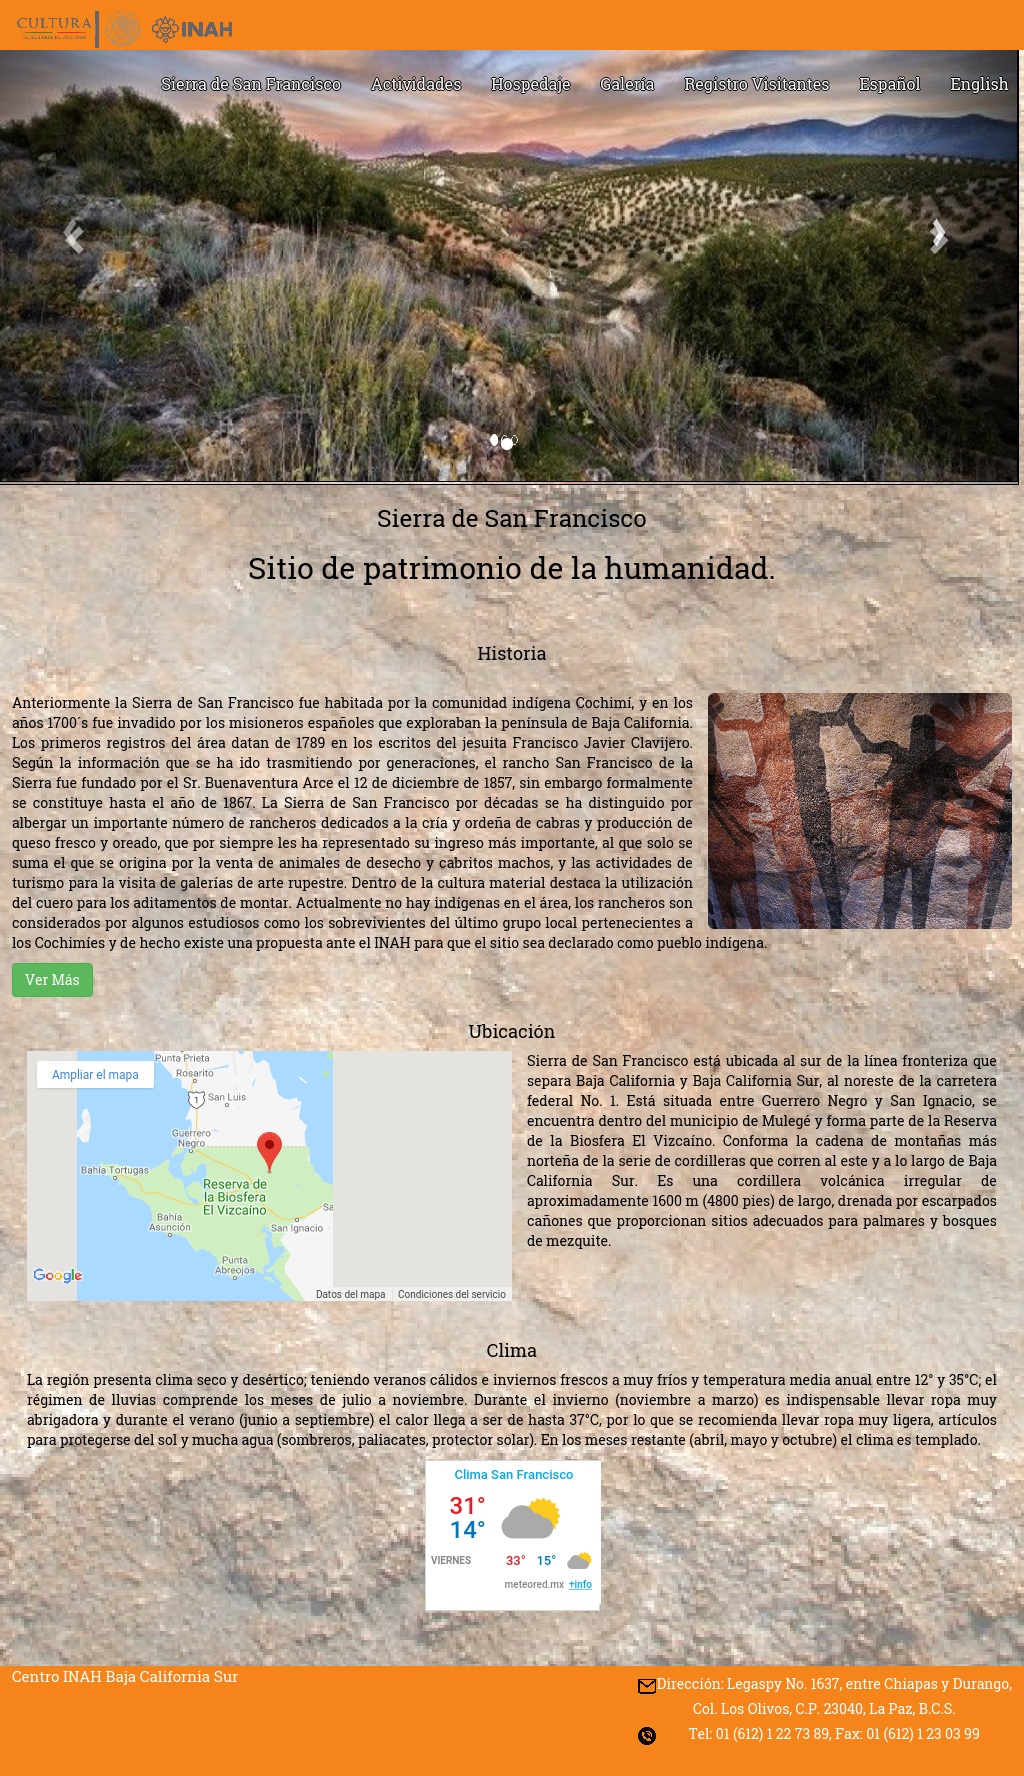 CULTURA
SECRETARÍA DE CULTURA
INAH
Sierra de San Francisco Actividades Hospedaje Galería Registro Visitantes Español English
Sierra de San Francisco
Sitio de patrimonio de la humanidad.
Historia
Anteriormente la Sierra de San Francisco fue habitada por la comunidad indígena Cochimí, y en los
años 1700´s fue invadido por los misioneros españoles que exploraban la península de Baja California.
Los primeros registros del área datan de 1789 en los escritos del jesuita Francisco Javier Clavijero.
Según la información que se ha ido trasmitiendo por generaciones, el rancho San Francisco de la
Sierra fue fundado por el Sr. Buenaventura Arce el 12 de diciembre de 1857, sin embargo formalmente
se constituye hasta el año de 1867. La Sierra de San Francisco por décadas se ha distinguido por
albergar un importante número de rancheros dedicados a la cría y ordeña de cabras y producción de
queso fresco y oreado, que por siempre les ha representado su ingreso más importante, al que solo se
suma el que se origina por la venta de animales de desecho y cabritos machos, y las actividades de
turismo para la visita de galerías de arte rupestre. Dentro de la cultura material destaca la utilización
del cuero para los aditamentos de montar. Actualmente no hay indígenas en el área, los rancheros son
considerados por algunos estudiosos como los sobrevivientes del último grupo local pertenecientes a
los Cochimíes y de hecho existe una propuesta ante el INAH para que el sitio sea declarado como pueblo indígena.
Ver Más
Ubicación
Ampliar el mapa
Punta Prieta
Rosarito
1
San Luis
Guerrero
Negro
Bahía Tortugas
Reserva de
la Biosfera
El Vizcaíno
Sa
Bahía
Asunción
San Ignacio
Punta
Abreojos
Google
Datos del mapa Condiciones del servicio
Sierra de San Francisco está ubicada al sur de la línea fronteriza que
separa Baja California y Baja California Sur, al noreste de la carretera
federal No. 1. Está situada entre Guerrero Negro y San Ignacio, se
encuentra dentro del municipio de Mulegé y forma parte de la Reserva
de la Biosfera El Vizcaíno. Conforma la cadena de montañas más
norteña de la serie de cordilleras que corren al este y a lo largo de Baja
California Sur. Es una cordillera volcánica irregular de
aproximadamente 1600 m (4800 pies) de largo, drenada por escarpados
cañones que proporcionan sitios adecuados para palmares y bosques
de mezquite.
Clima
La región presenta clima seco y desértico; teniendo veranos cálidos e inviernos frescos a muy fríos y temperatura media anual entre 12° y 35°C; el
régimen de lluvias comprende los meses de julio a noviembre. Durante el invierno (noviembre a marzo) es indispensable llevar ropa muy
abrigadora y durante el verano (junio a septiembre) el calor llega a ser de hasta 37°C, por lo que se recomienda llevar ropa muy ligera, artículos
para protegerse del sol y mucha agua (sombreros, paliacates, protector solar). En los meses restante (abril, mayo y octubre) el clima es templado.
Clima San Francisco
31°
14°
VIERNES 33° 15°
meteored.mx +info
Centro INAH Baja California Sur
Dirección: Legaspy No. 1637, entre Chiapas y Durango,
Col. Los Olivos, C.P. 23040, La Paz, B.C.S.
Tel: 01 (612) 1 22 73 89, Fax: 01 (612) 1 23 03 99